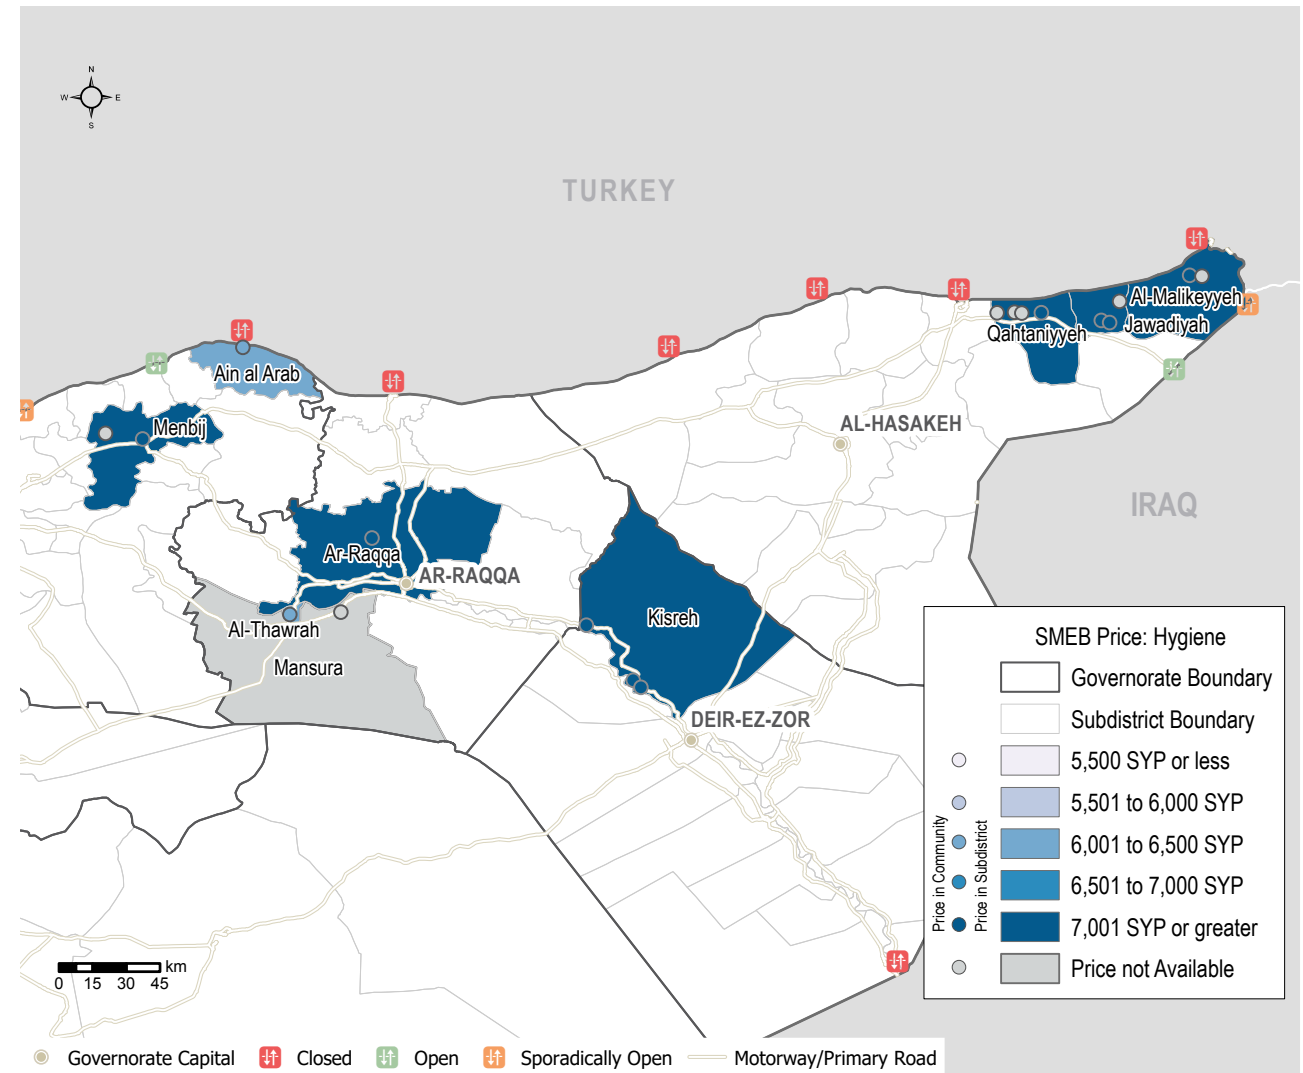 N
W E
S
TURKEY
Al-Malikeyyeh
Jawadiyah
Qahtaniyyeh
Ain al Arab
Menbij
AL-HASAKEH
IRAQ
Ar-Raqqa
AR-RAQQA
Al-Thawrah
Kisreh
Mansura
DEIR-EZ-ZOR
SMEB Price: Hygiene
Governorate Boundary
Subdistrict Boundary
5,500 SYP or less
5,501 to 6,000 SYP
6,001 to 6,500 SYP
6,501 to 7,000 SYP
7,001 SYP or greater
Price not Available
Price in Community
Price in Subdistrict
km
0 15 30 45
Governorate Capital Closed Open Sporadically Open Motorway/Primary Road